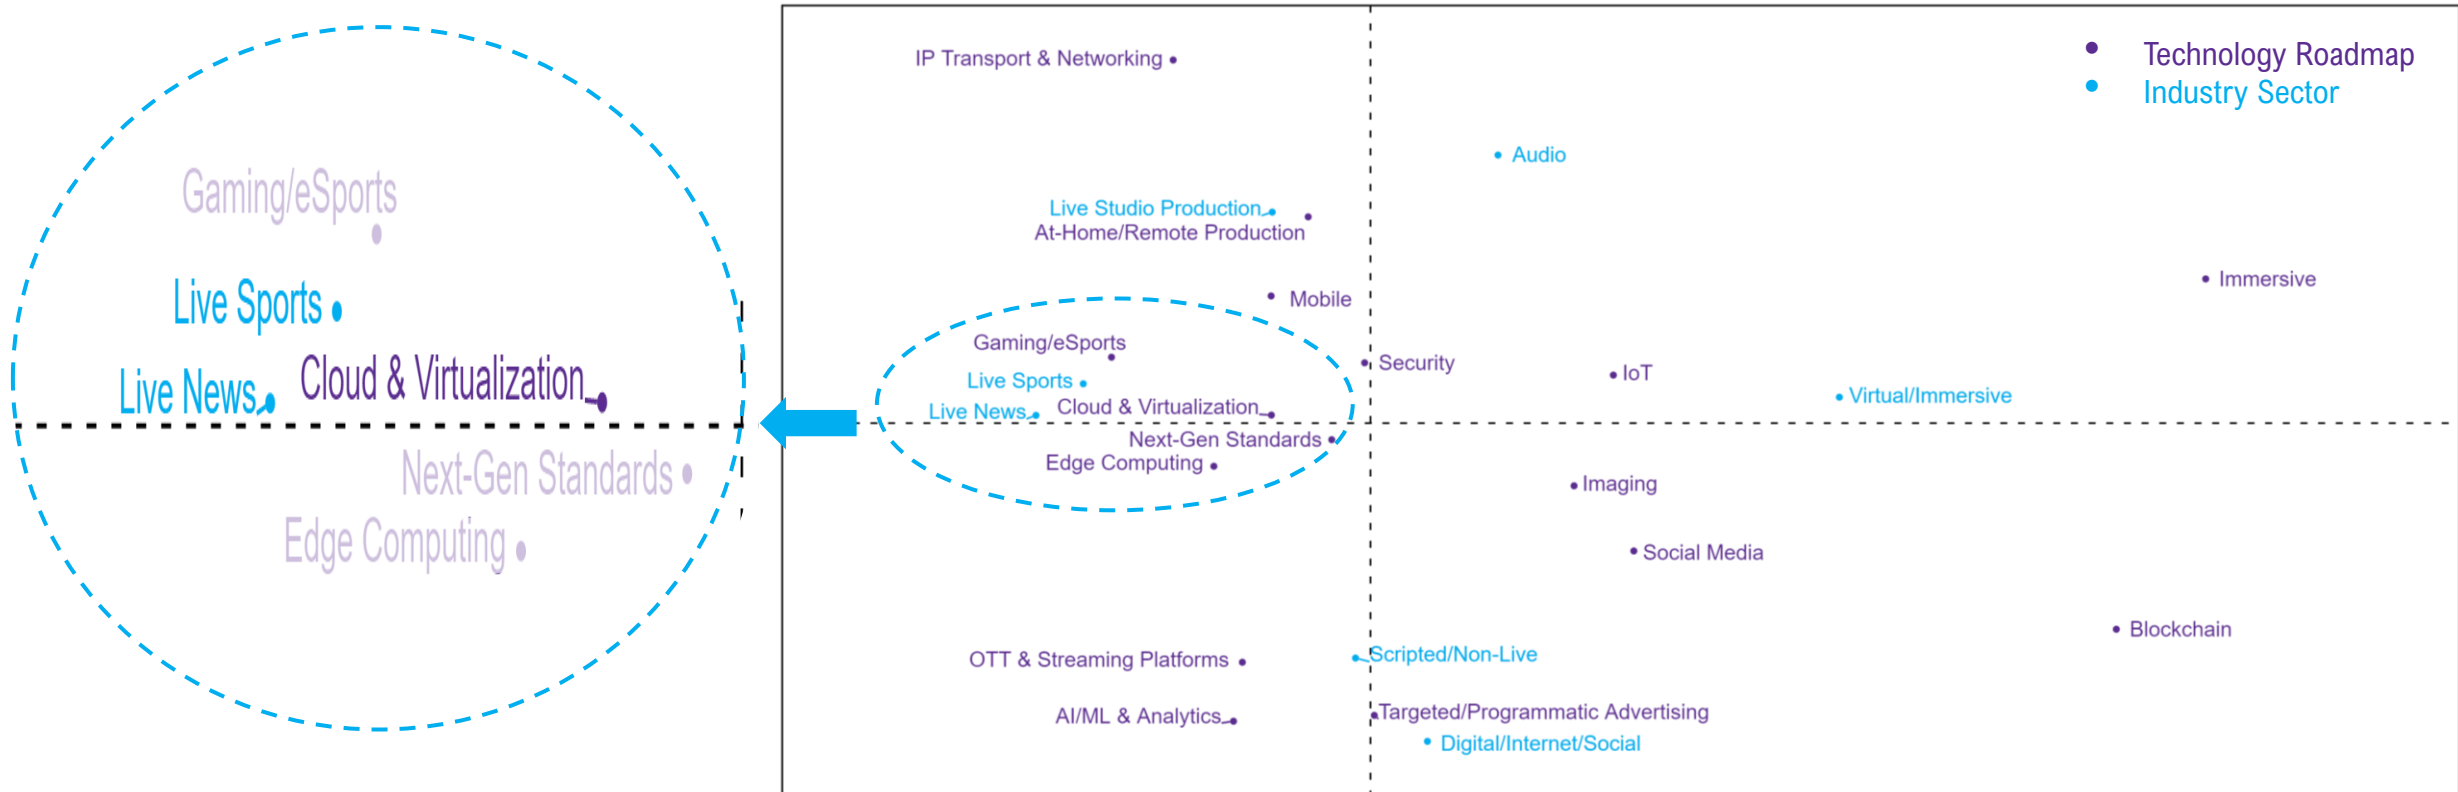 Gaming/eSports
Live Sports
Live News
Cloud & Virtualization
Next-Gen Standards
Edge Computing
Technology Roadmap
Industry Sector
IP Transport & Networking
Audio
Live Studio Production
At-Home/Remote Production
Immersive
Mobile
Gaming/eSports
Security
IoT
Live Sports
Virtual/Immersive
Live News
Cloud & Virtualization
Next-Gen Standards
Edge Computing
Imaging
Social Media
Blockchain
OTT & Streaming Platforms
Scripted/Non-Live
AI/ML & Analytics
Targeted/Programmatic Advertising
Digital/Internet/Social